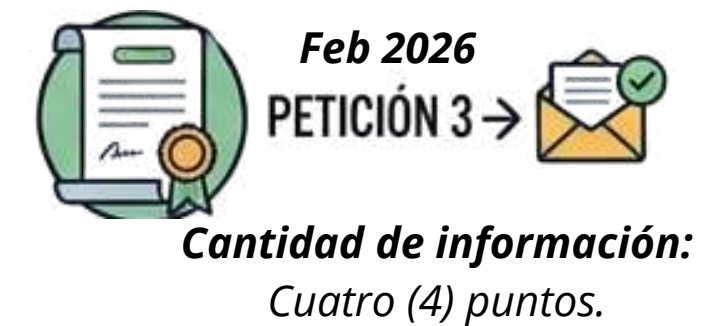 Feb 2026
PETICIÓN 3 →
Cantidad de información:
Cuatro (4) puntos.